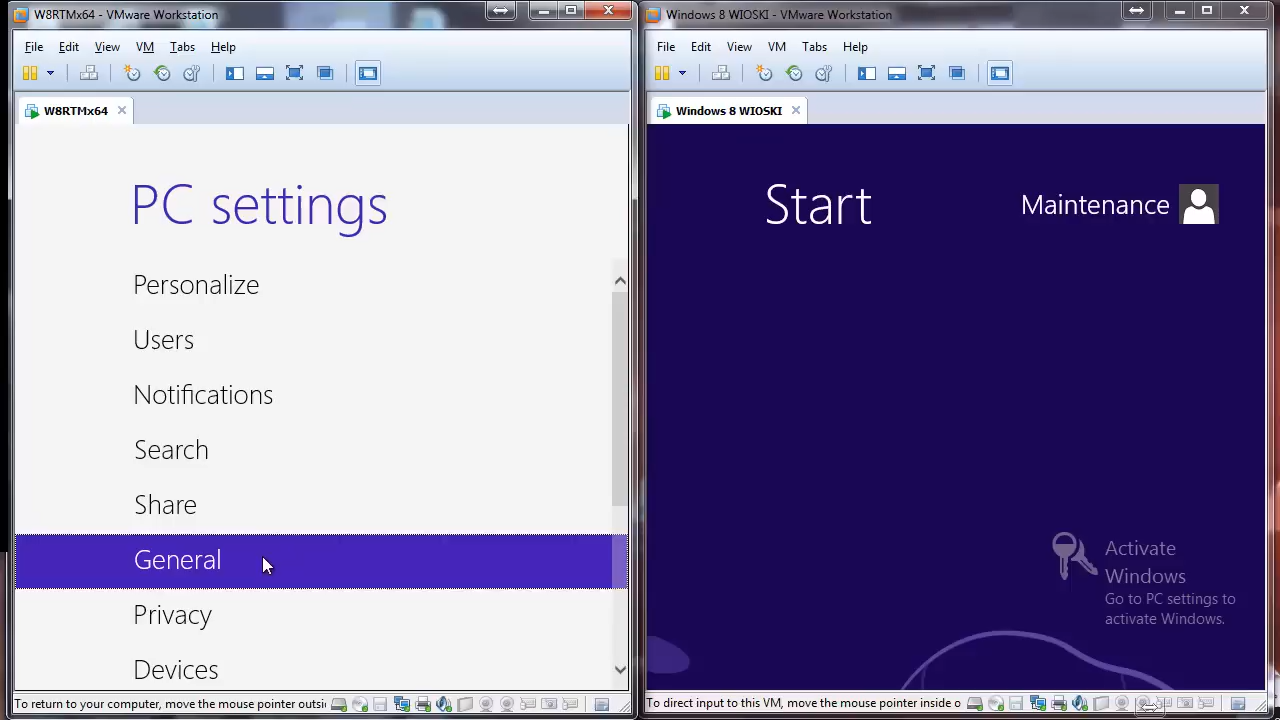 W8RTMx64 - VMware Workstation
File Edit View VM Tabs Help
W8RTMx64
PC settings
Personalize
Users
Notifications
Search
Share
General
Privacy
Devices
To return to your computer, move the mouse pointer outsi
Windows 8 WIOSKI - VMware Workstation
File Edit View VM Tabs Help
Windows 8 WIOSKI
Start
Maintenance
Activate
Windows
Go to PC settings to
activate Windows.
To direct input to this VM, move the mouse pointer inside o